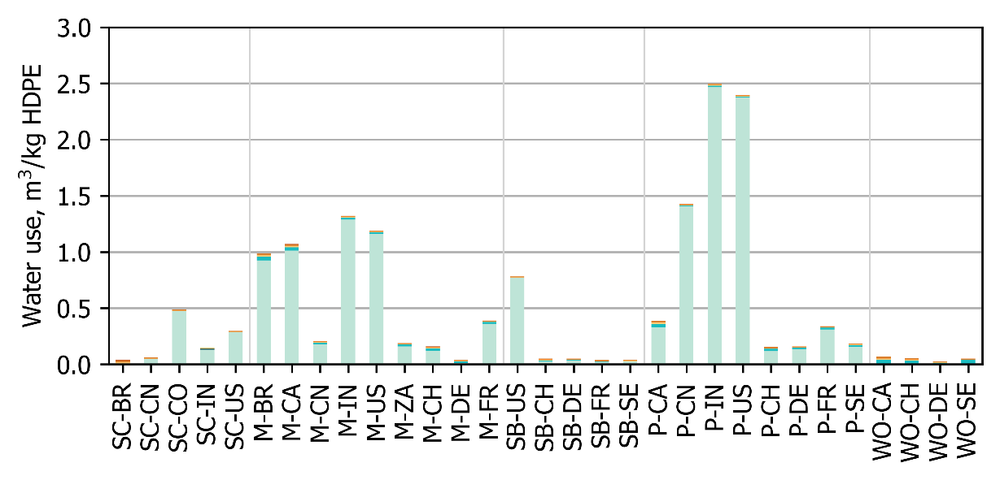 Water use, m³/kg HDPE
3.0
2.5
2.0
1.5
1.0
0.5
0.0
SC-BR
SC-CN
SC-CO
SC-IN
SC-US
M-BR
M-CA
M-CN
M-IN
M-US
M-ZA
M-CH
M-DE
M-FR
SB-US
SB-CH
SB-DE
SB-FR
SB-SE
P-CA
P-CN
P-IN
P-US
P-CH
P-DE
P-FR
P-SE
WO-CA
WO-CH
WO-DE
WO-SE